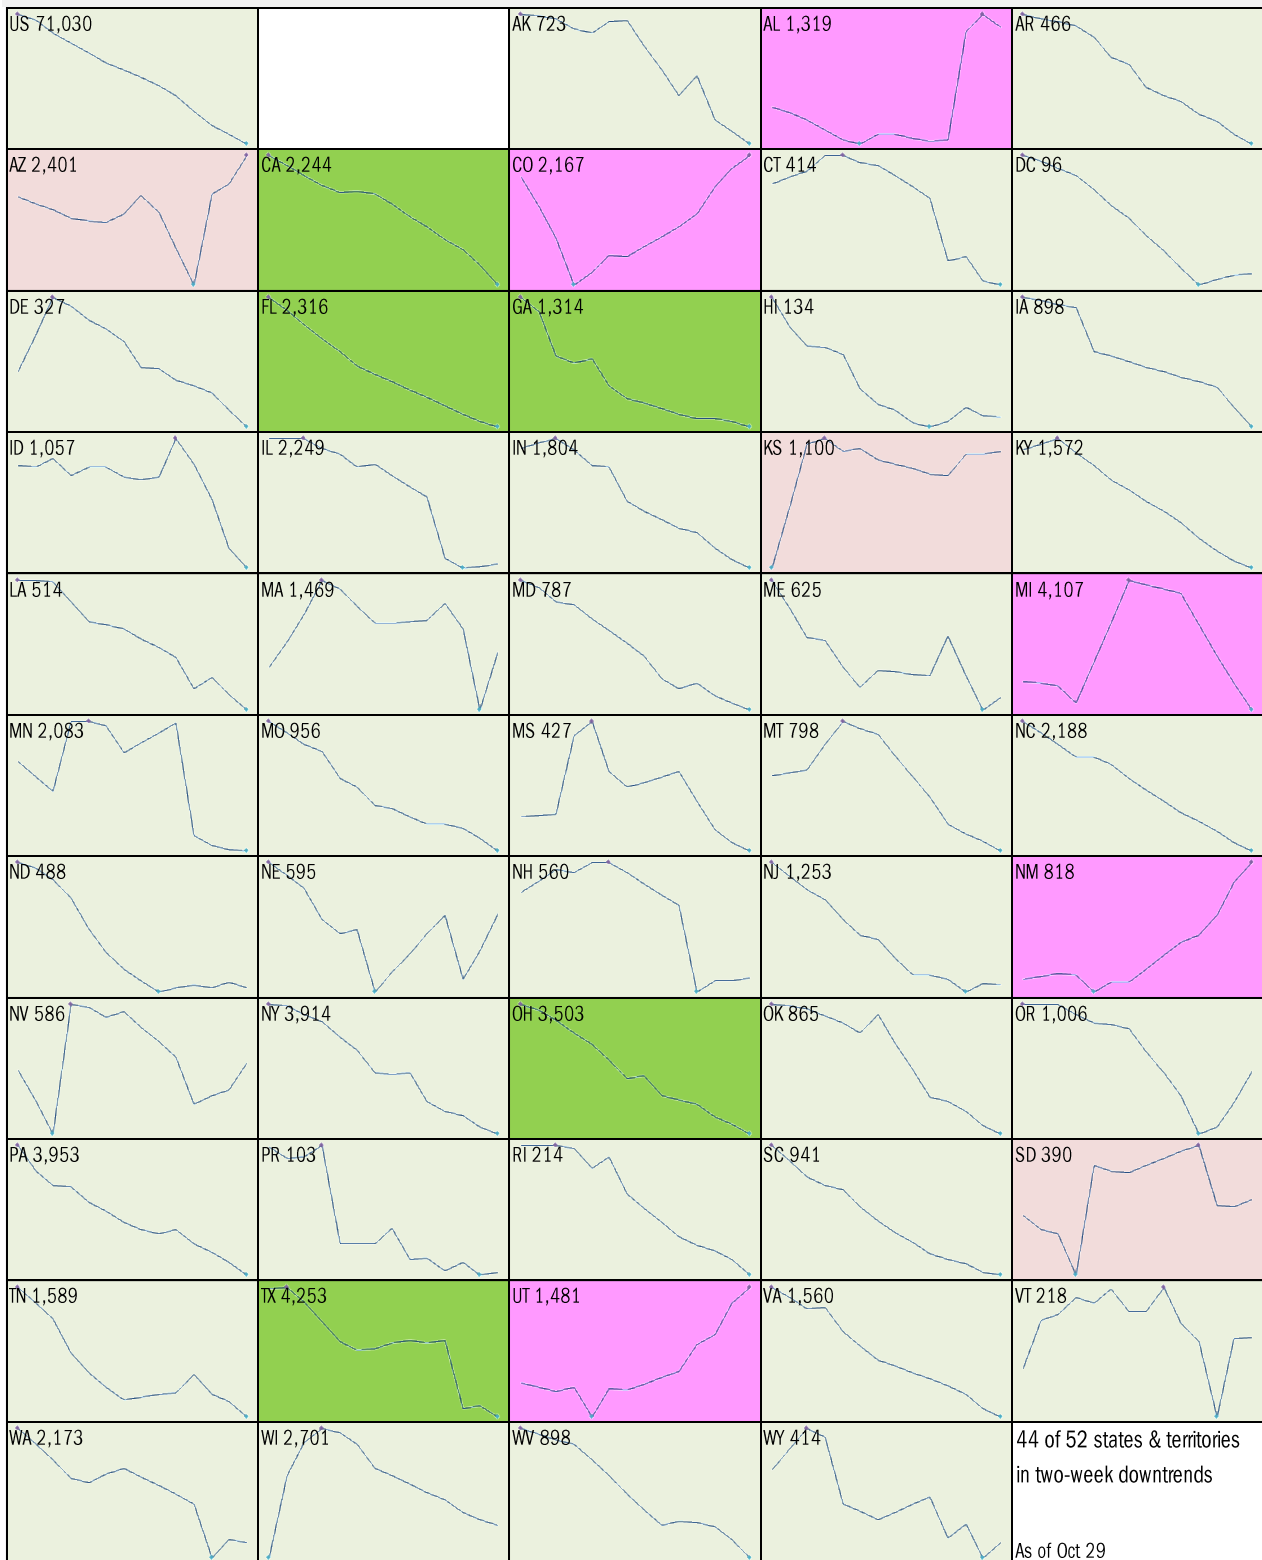 US 71,030
AK 723
AL 1,319
AR 466
AZ 2,401
CA 2,244
CO 2,167
CT 414
DC 96
DE 327
FL 2,316
GA 1,314
HI 134
IA 898
ID 1,057
IL 2,249
IN 1,804
KS 1,100
KY 1,572
LA 514
MA 1,469
MD 787
ME 625
MI 4,107
MN 2,083
MO 956
MS 427
MT 798
NC 2,188
ND 488
NE 595
NH 560
NJ 1,253
NM 818
NV 586
NY 3,914
OH 3,503
OK 865
OR 1,006
PA 3,953
PR 103
RI 214
SC 941
SD 390
TN 1,589
TX 4,253
UT 1,481
VA 1,560
VT 218
WA 2,173
WI 2,701
WV 898
WY 414
44 of 52 states & territories
in two-week downtrends
As of Oct 29